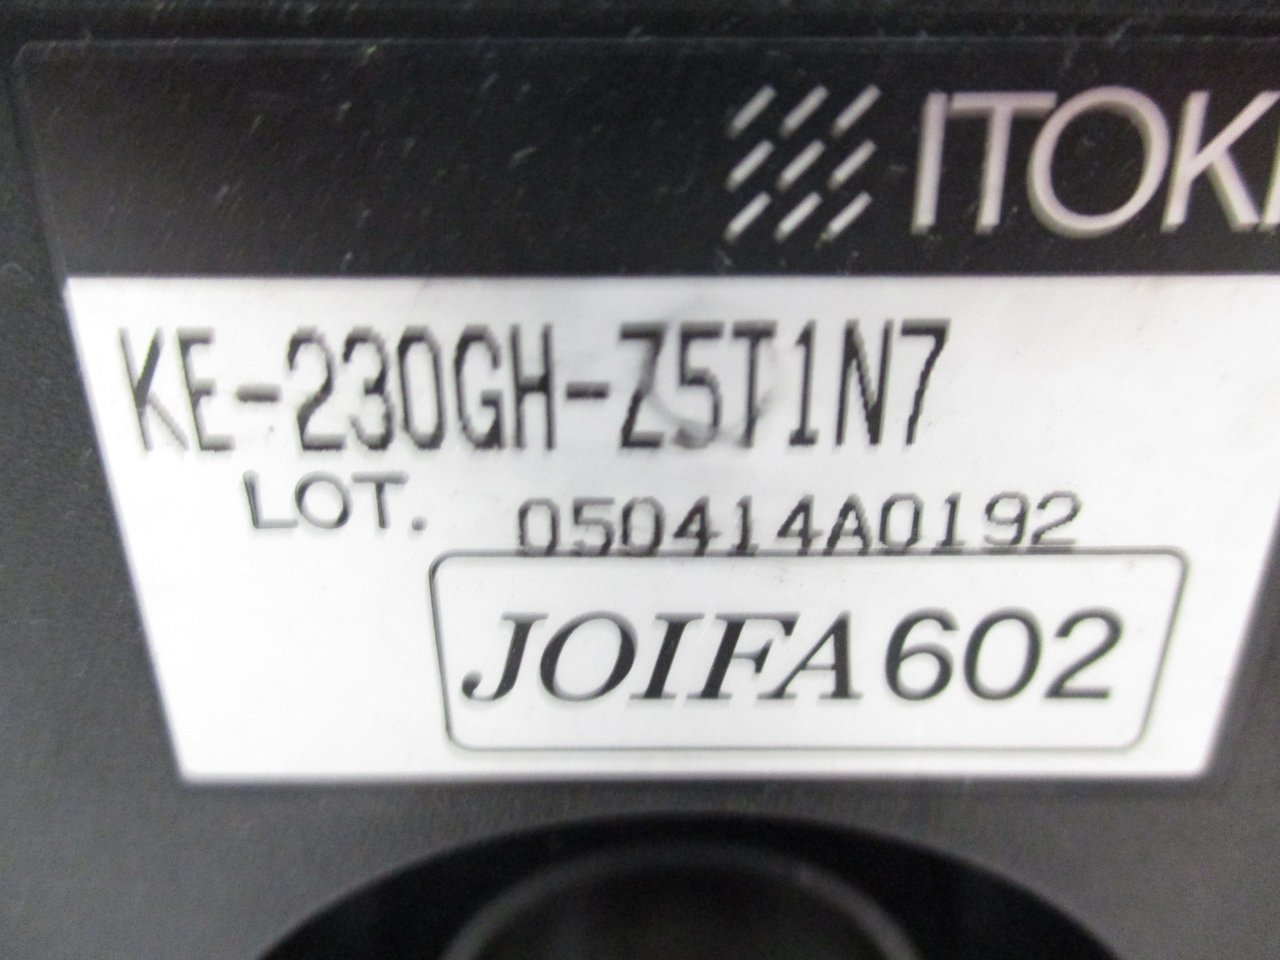 ITOKI
KE-230GH-Z5T1N7
LOT. 050414A0192
JOIFA602